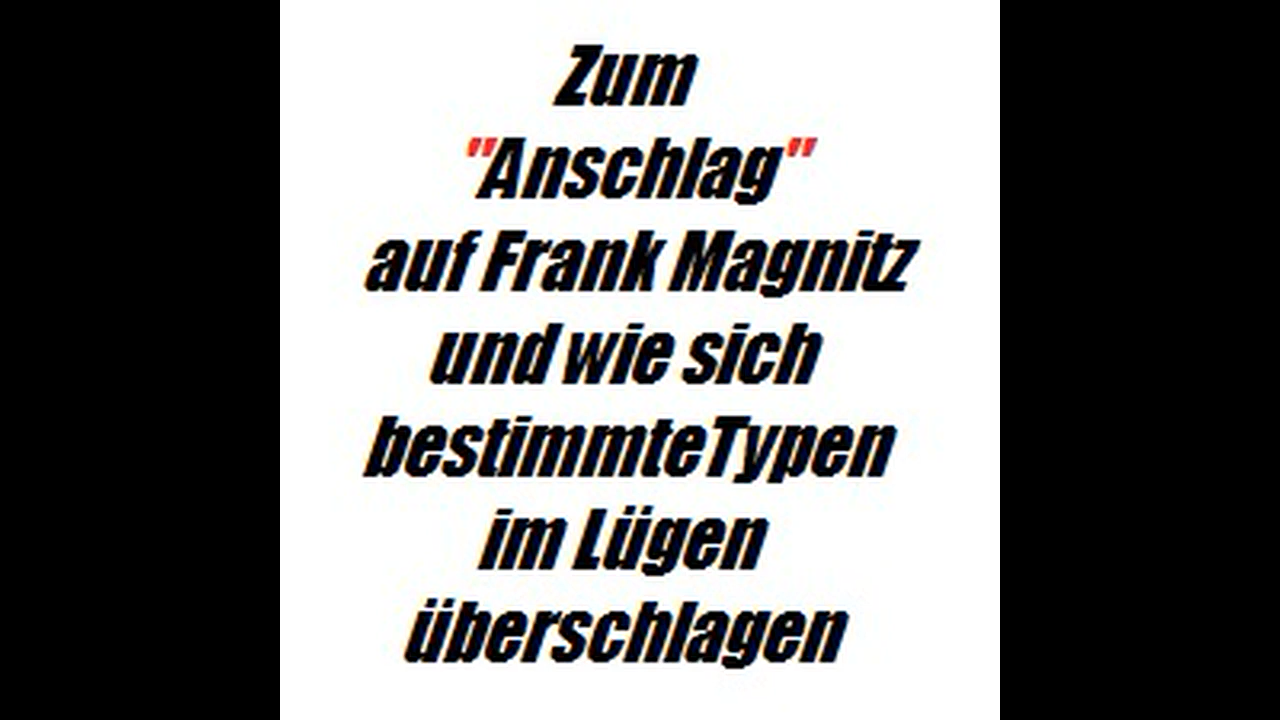 Zum
"Anschlag"
auf Frank Magnitz
und wie sich
bestimmteTypen
im Lügen
überschlagen